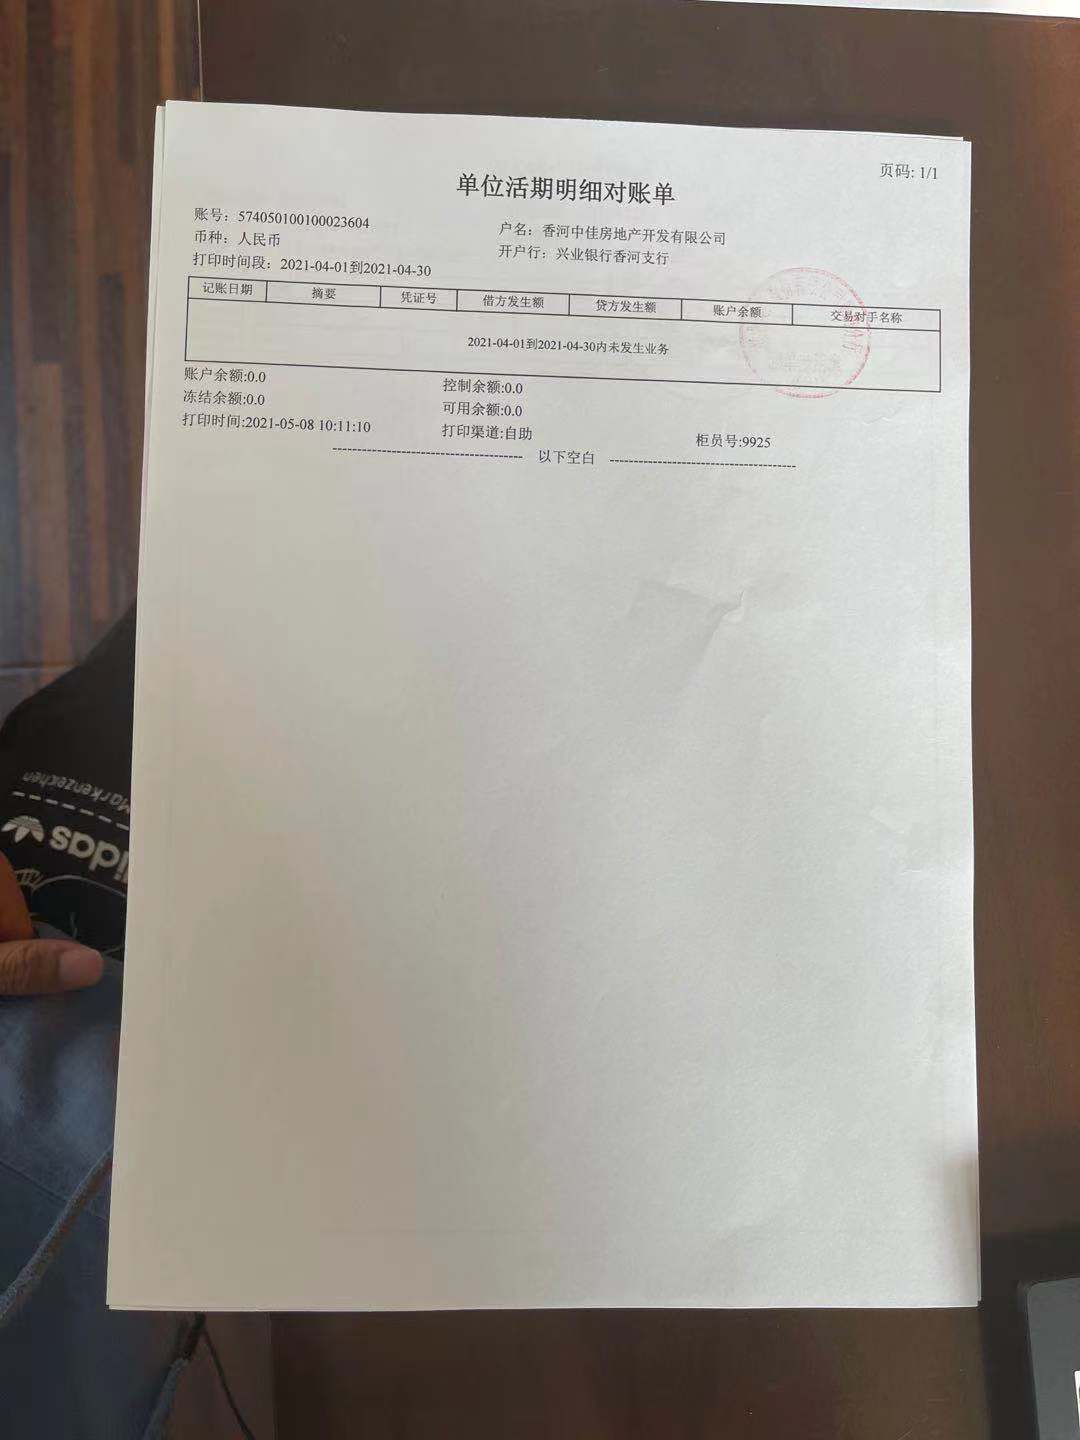 页码: 1/1
单位活期明细对账单
账号：574050100100023604
户名：香河中佳房地产开发有限公司
币种：人民币
开户行：兴业银行香河支行
打印时间段：2021-04-01到2021-04-30
记账日期 摘要 凭证号 借方发生额 贷方发生额 账户余额 交易对手名称
2021-04-01到2021-04-30内未发生业务
账户余额:0.0 控制余额:0.0
冻结余额:0.0 可用余额:0.0
打印时间:2021-05-08 10:11:10 打印渠道:自助 柜员号:9925
---------------------------------------- 以下空白 ----------------------------------------
Markenzeichen
didas